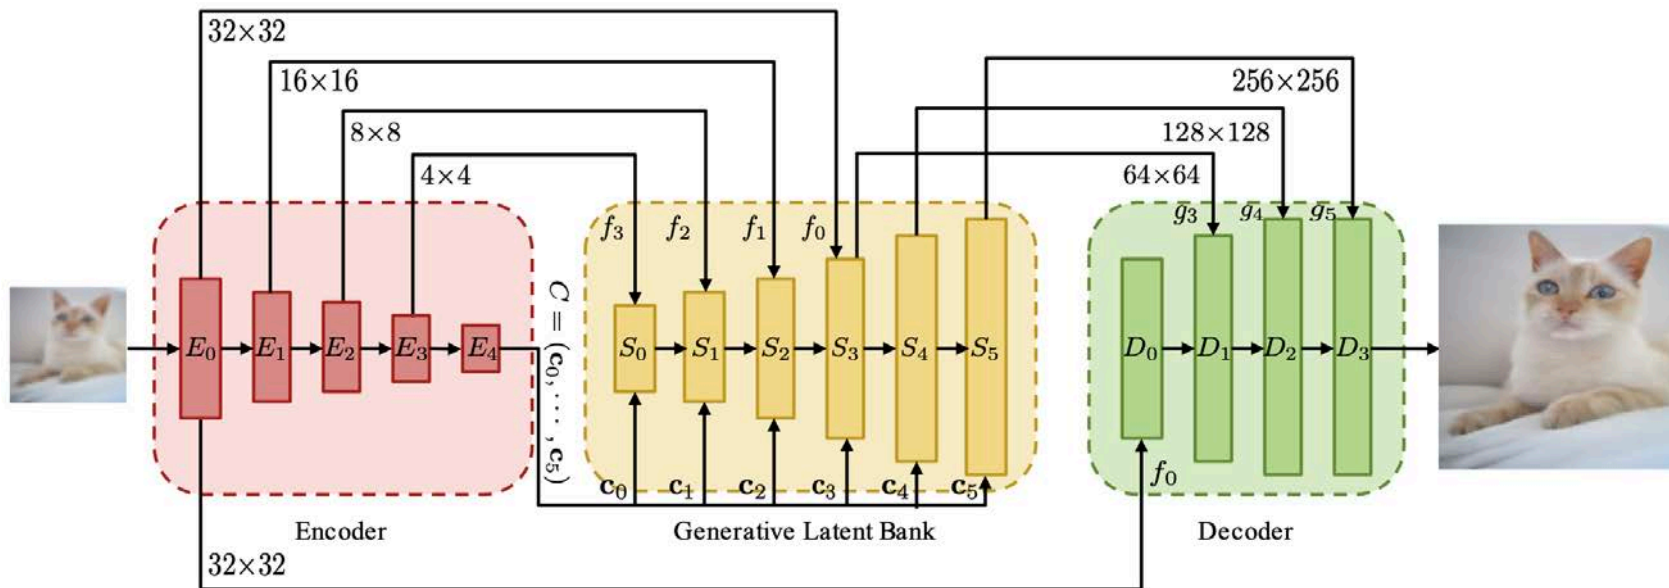 32×32
16×16
8×8
4×4
256×256
128×128
64×64
f₃ f₂ f₁ f₀
g₃ g₄ g₅
E₀ E₁ E₂ E₃ E₄
C = (c₀, ⋯ , c₅)
S₀ S₁ S₂ S₃ S₄ S₅
D₀ D₁ D₂ D₃
c₀ c₁ c₂ c₃ c₄ c₅
f₀
Encoder
Generative Latent Bank
Decoder
32×32